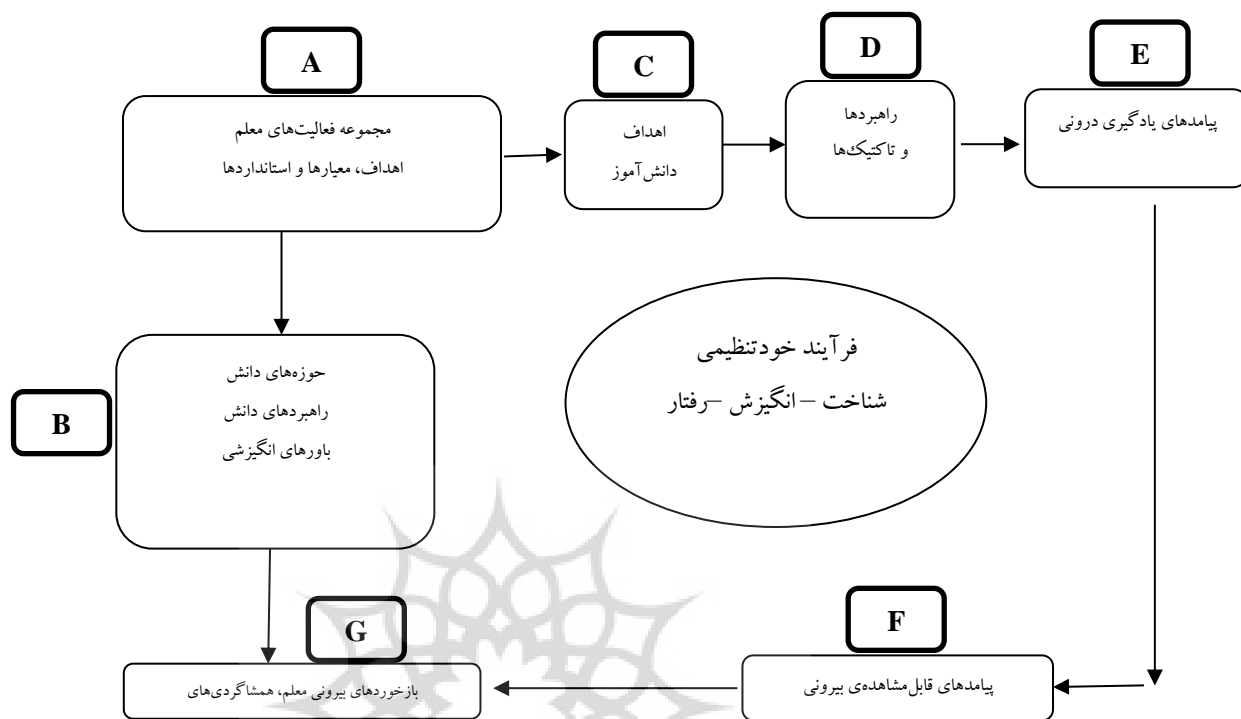 A
مجموعه فعالیت‌های معلم
اهداف، معیارها و استانداردها
C
اهداف
دانش‌آموز
D
راهبردها
و تاکتیک‌ها
E
پیامدهای یادگیری درونی
B
حوزه‌های دانش
راهبردهای دانش
باورهای انگیزشی
فرآیند خودتنظیمی
شناخت – انگیزش –رفتار
G
بازخوردهای بیرونی معلم، همشاگردی‌های
F
پیامدهای قابل‌مشاهده‌ی بیرونی